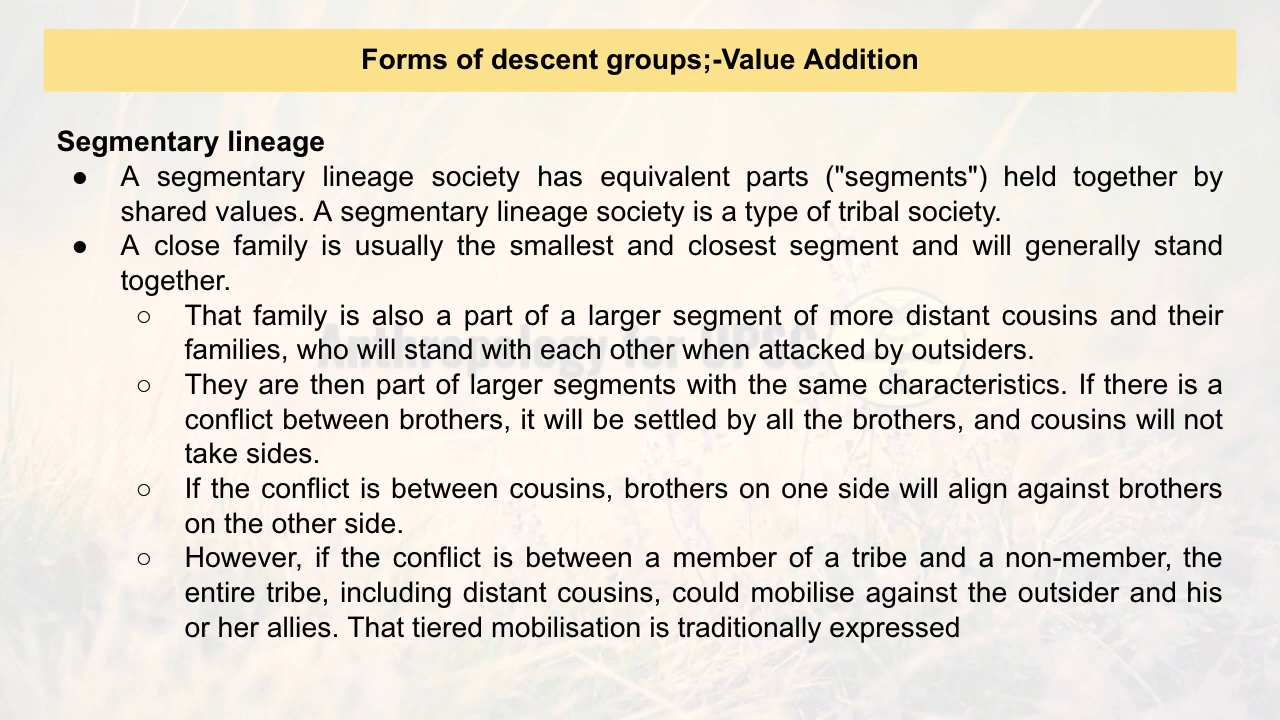 Forms of descent groups;-Value Addition
Segmentary lineage
● A segmentary lineage society has equivalent parts ("segments") held together by
shared values. A segmentary lineage society is a type of tribal society.
● A close family is usually the smallest and closest segment and will generally stand
together.
○ That family is also a part of a larger segment of more distant cousins and their
families, who will stand with each other when attacked by outsiders.
○ They are then part of larger segments with the same characteristics. If there is a
conflict between brothers, it will be settled by all the brothers, and cousins will not
take sides.
○ If the conflict is between cousins, brothers on one side will align against brothers
on the other side.
○ However, if the conflict is between a member of a tribe and a non-member, the
entire tribe, including distant cousins, could mobilise against the outsider and his
or her allies. That tiered mobilisation is traditionally expressed
Anthropology for UPSC